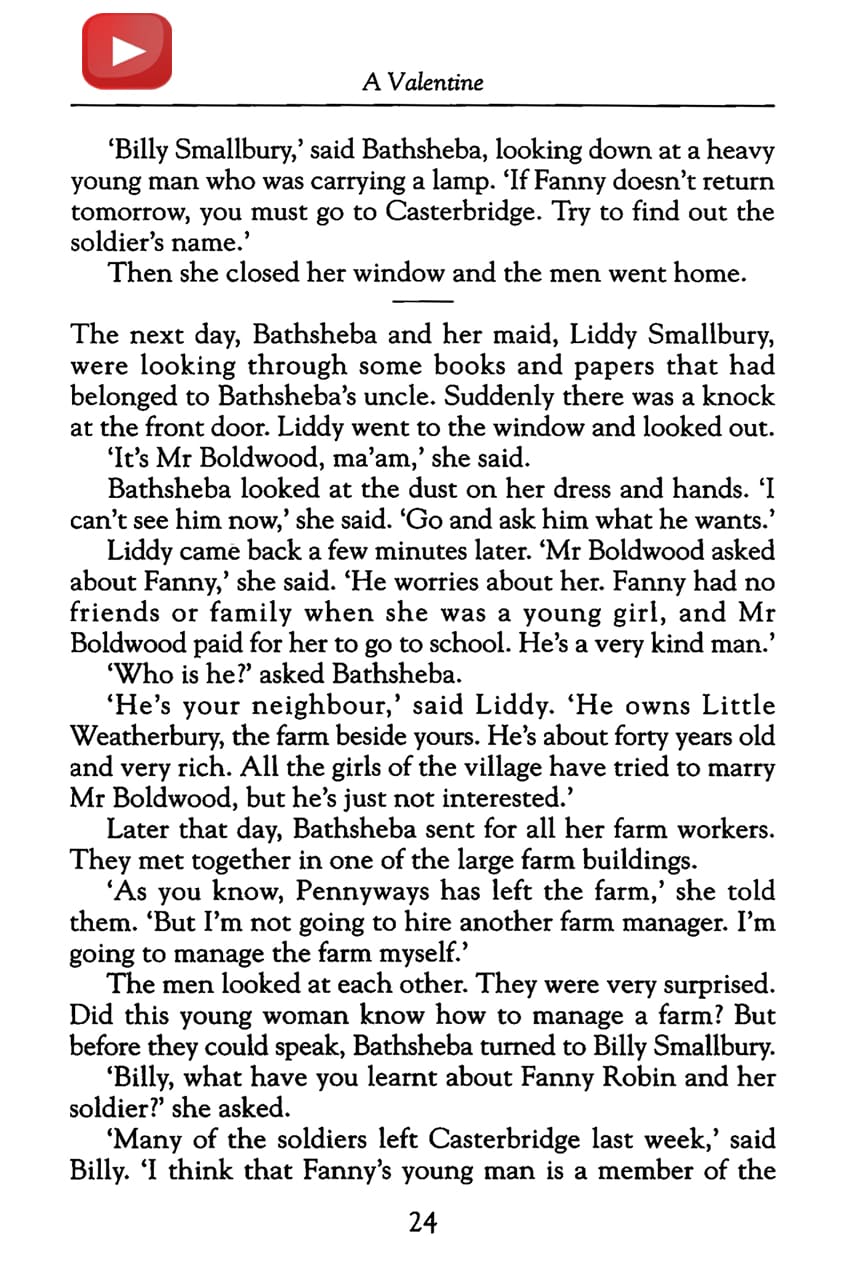 A Valentine
‘Billy Smallbury,’ said Bathsheba, looking down at a heavy
young man who was carrying a lamp. ‘If Fanny doesn’t return
tomorrow, you must go to Casterbridge. Try to find out the
soldier’s name.’
Then she closed her window and the men went home.
The next day, Bathsheba and her maid, Liddy Smallbury,
were looking through some books and papers that had
belonged to Bathsheba’s uncle. Suddenly there was a knock
at the front door. Liddy went to the window and looked out.
‘It’s Mr Boldwood, ma’am,’ she said.
Bathsheba looked at the dust on her dress and hands. ‘I
can’t see him now,’ she said. ‘Go and ask him what he wants.’
Liddy came back a few minutes later. ‘Mr Boldwood asked
about Fanny,’ she said. ‘He worries about her. Fanny had no
friends or family when she was a young girl, and Mr
Boldwood paid for her to go to school. He’s a very kind man.’
‘Who is he?’ asked Bathsheba.
‘He’s your neighbour,’ said Liddy. ‘He owns Little
Weatherbury, the farm beside yours. He’s about forty years old
and very rich. All the girls of the village have tried to marry
Mr Boldwood, but he’s just not interested.’
Later that day, Bathsheba sent for all her farm workers.
They met together in one of the large farm buildings.
‘As you know, Pennyways has left the farm,’ she told
them. ‘But I’m not going to hire another farm manager. I’m
going to manage the farm myself.’
The men looked at each other. They were very surprised.
Did this young woman know how to manage a farm? But
before they could speak, Bathsheba turned to Billy Smallbury.
‘Billy, what have you learnt about Fanny Robin and her
soldier?’ she asked.
‘Many of the soldiers left Casterbridge last week,’ said
Billy. ‘I think that Fanny’s young man is a member of the
24